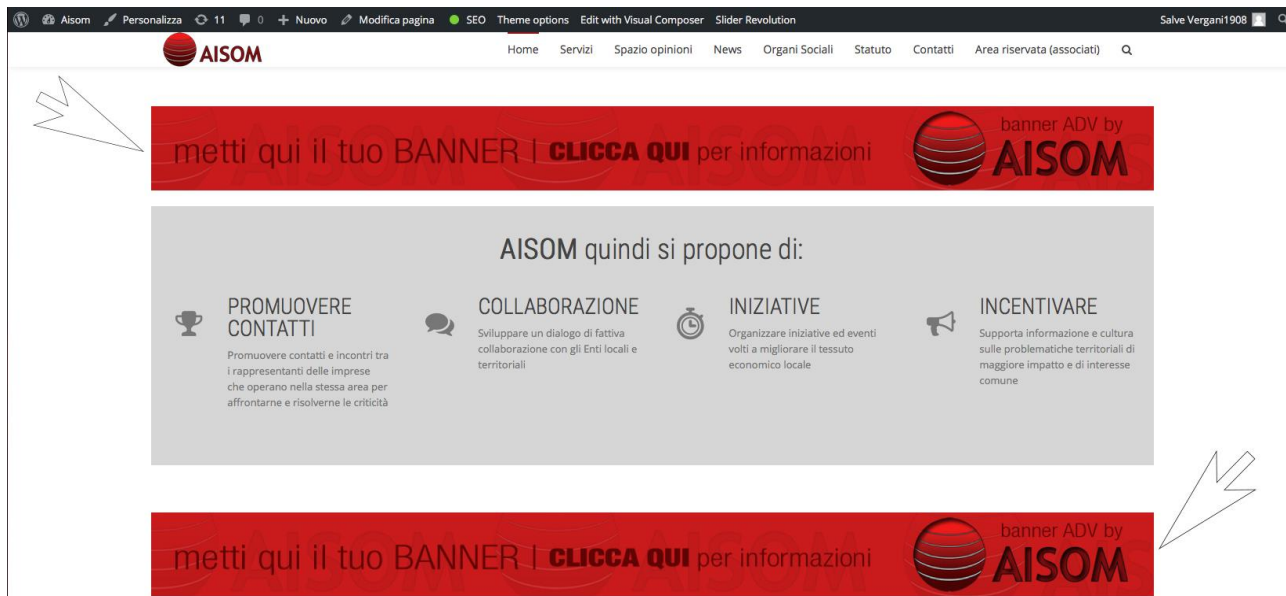 Aisom Personalizza 11 0 + Nuovo Modifica pagina SEO Theme options Edit with Visual Composer Slider Revolution Salve Vergani1908
AISOM Home Servizi Spazio opinioni News Organi Sociali Statuto Contatti Area riservata (associati)
metti qui il tuo BANNER | CLICCA QUI per informazioni
banner ADV by
AISOM
AISOM quindi si propone di:
PROMUOVERE
CONTATTI
Promuovere contatti e incontri tra
i rappresentanti delle imprese
che operano nella stessa area per
affrontarne e risolverne le criticità
COLLABORAZIONE
Sviluppare un dialogo di fattiva
collaborazione con gli Enti locali e
territoriali
INIZIATIVE
Organizzare iniziative ed eventi
volti a migliorare il tessuto
economico locale
INCENTIVARE
Supporta informazione e cultura
sulle problematiche territoriali di
maggiore impatto e di interesse
comune
metti qui il tuo BANNER | CLICCA QUI per informazioni
banner ADV by
AISOM